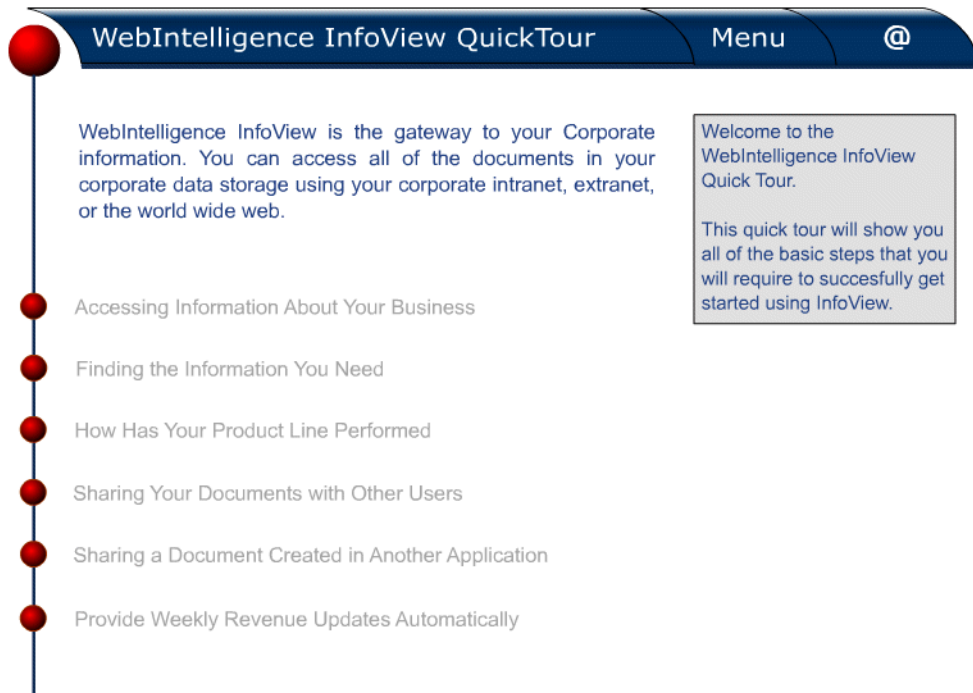 WebIntelligence InfoView QuickTour Menu @
WebIntelligence InfoView is the gateway to your Corporate
information. You can access all of the documents in your
corporate data storage using your corporate intranet, extranet,
or the world wide web.
Welcome to the
WebIntelligence InfoView
Quick Tour.
This quick tour will show you
all of the basic steps that you
will require to succesfully get
started using InfoView.
Accessing Information About Your Business
Finding the Information You Need
How Has Your Product Line Performed
Sharing Your Documents with Other Users
Sharing a Document Created in Another Application
Provide Weekly Revenue Updates Automatically